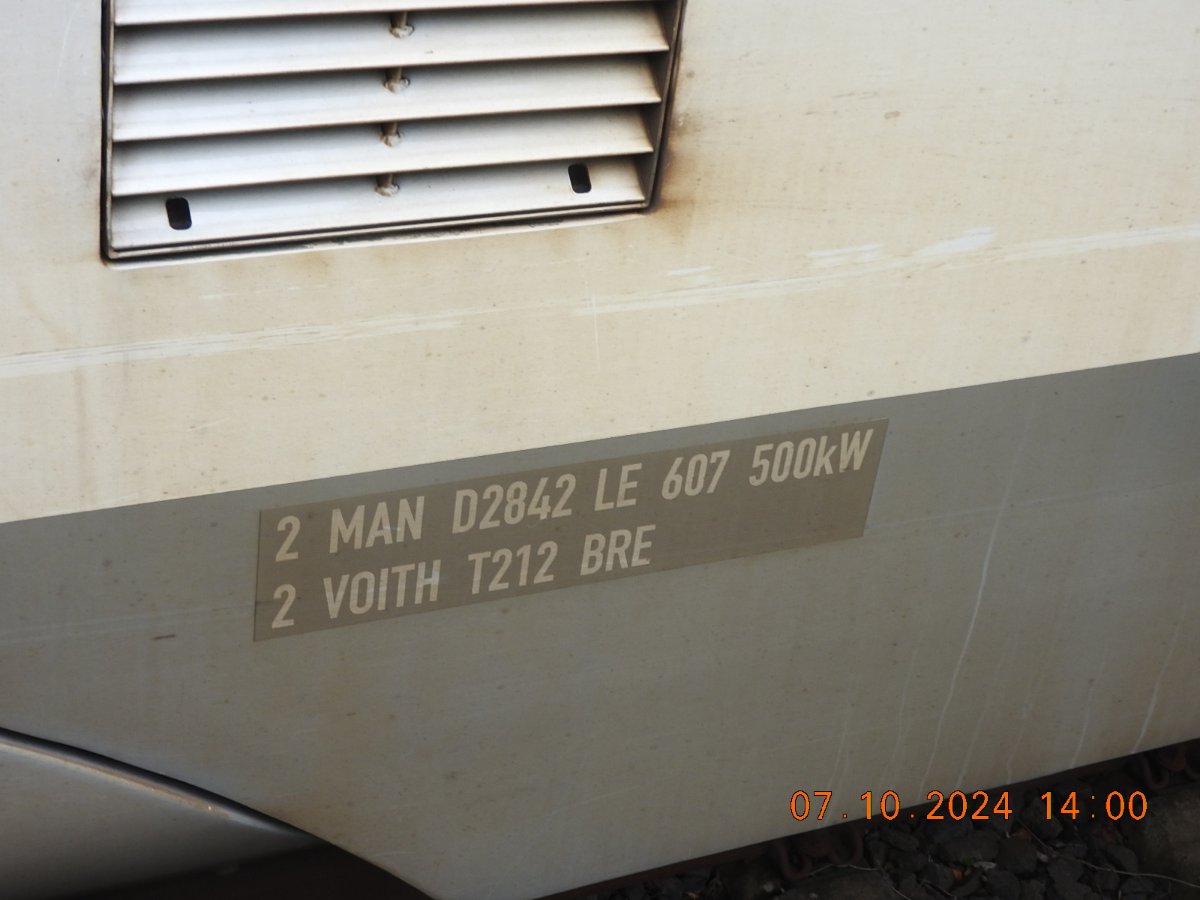 2 MAN D2842 LE 607 500kW
2 VOITH T212 BRE
07.10.2024 14:00